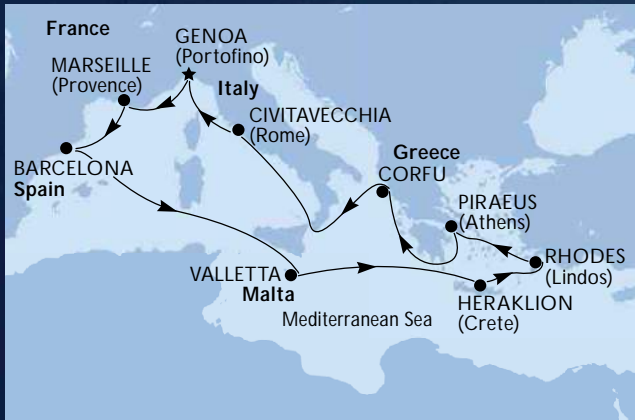 France
GENOA
(Portofino)
MARSEILLE
(Provence)
Italy
CIVITAVECCHIA
(Rome)
BARCELONA
Spain
Greece
CORFU
PIRAEUS
(Athens)
RHODES
(Lindos)
VALLETTA
Malta
HERAKLION
(Crete)
Mediterranean Sea